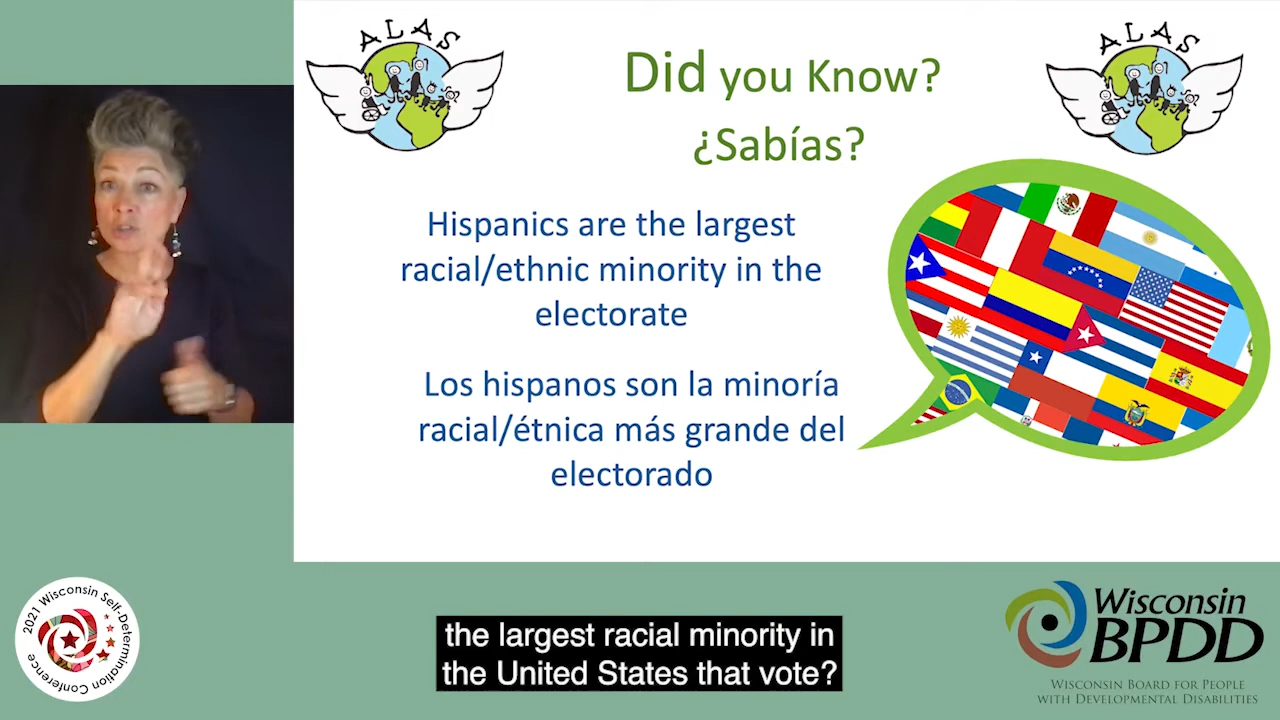 ALAS
ALAS
Did you Know?
¿Sabías?
Hispanics are the largest
racial/ethnic minority in the
electorate
Los hispanos son la minoría
racial/étnica más grande del
electorado
2021 Wisconsin Self-Determination Conference
the largest racial minority in
the United States that vote?
Wisconsin
BPDD
WISCONSIN BOARD FOR PEOPLE
WITH DEVELOPMENTAL DISABILITIES